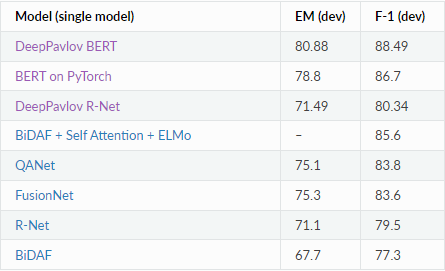 Model (single model) EM (dev) F-1 (dev)
DeepPavlov BERT 80.88 88.49
BERT on PyTorch 78.8 86.7
DeepPavlov R-Net 71.49 80.34
BiDAF + Self Attention + ELMo – 85.6
QANet 75.1 83.8
FusionNet 75.3 83.6
R-Net 71.1 79.5
BiDAF 67.7 77.3